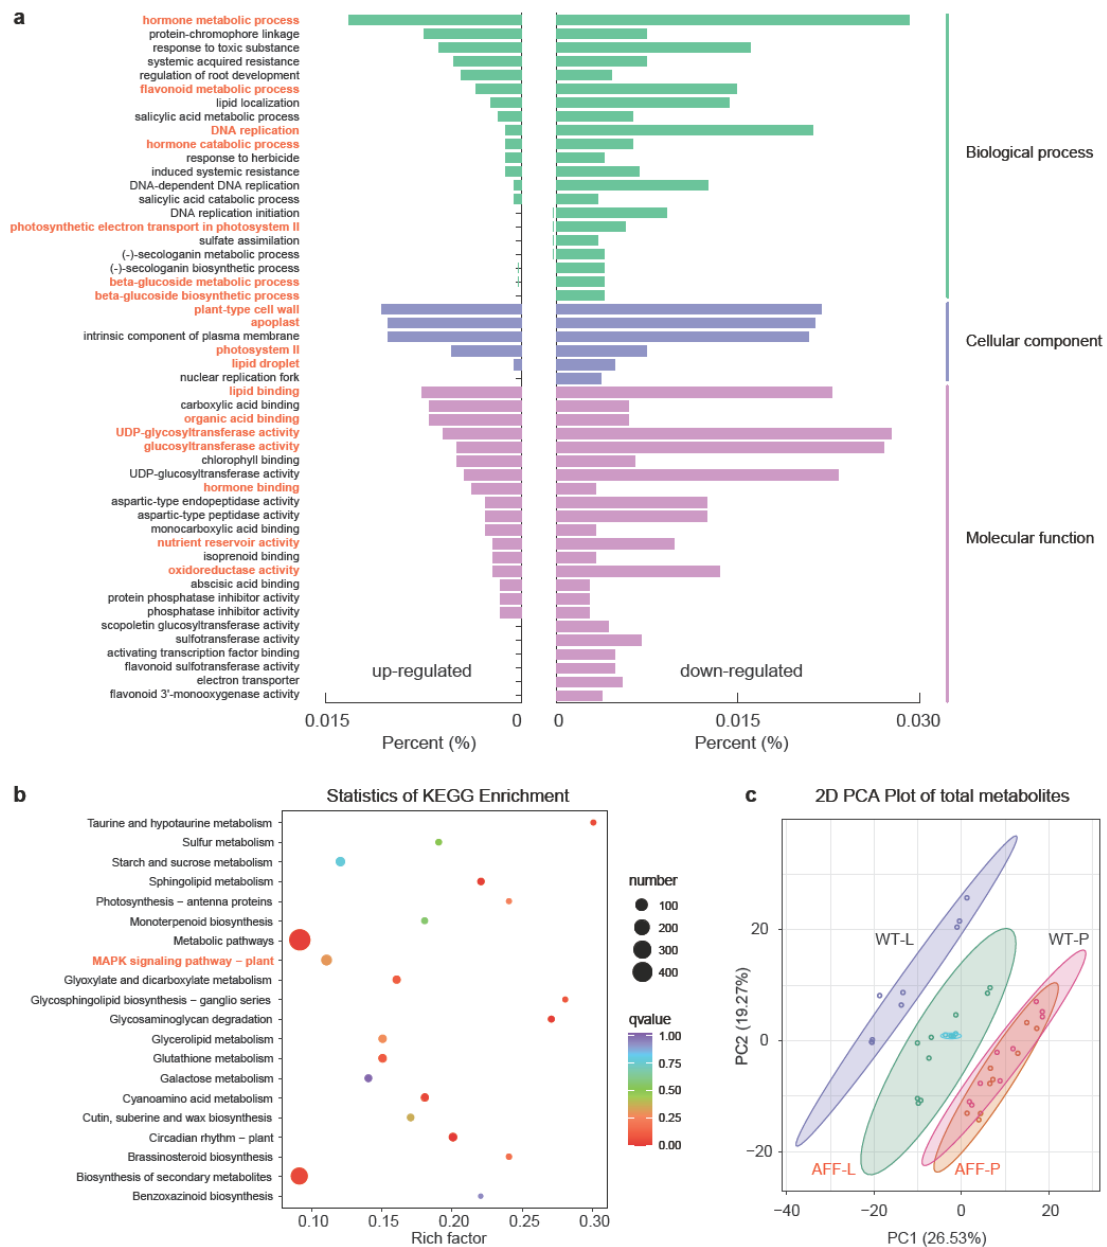 a
hormone metabolic process
protein-chromophore linkage
response to toxic substance
systemic acquired resistance
regulation of root development
flavonoid metabolic process
lipid localization
salicylic acid metabolic process
DNA replication
hormone catabolic process
response to herbicide
induced systemic resistance
DNA-dependent DNA replication
salicylic acid catabolic process
DNA replication initiation
photosynthetic electron transport in photosystem II
sulfate assimilation
(-)-secologanin metabolic process
(-)-secologanin biosynthetic process
beta-glucoside metabolic process
beta-glucoside biosynthetic process
Biological process
plant-type cell wall
apoplast
intrinsic component of plasma membrane
photosystem II
lipid droplet
nuclear replication fork
Cellular component
lipid binding
carboxylic acid binding
organic acid binding
UDP-glycosyltransferase activity
glucosyltransferase activity
chlorophyll binding
UDP-glucosyltransferase activity
hormone binding
aspartic-type endopeptidase activity
aspartic-type peptidase activity
monocarboxylic acid binding
nutrient reservoir activity
isoprenoid binding
oxidoreductase activity
abscisic acid binding
protein phosphatase inhibitor activity
phosphatase inhibitor activity
scopoletin glucosyltransferase activity
sulfotransferase activity
activating transcription factor binding
flavonoid sulfotransferase activity
electron transporter
flavonoid 3'-monooxygenase activity
Molecular function
up-regulated down-regulated
0.015 0 0 0.015 0.030
Percent (%) Percent (%)
b
Statistics of KEGG Enrichment
Taurine and hypotaurine metabolism
Sulfur metabolism
Starch and sucrose metabolism
Sphingolipid metabolism
Photosynthesis – antenna proteins
Monoterpenoid biosynthesis
Metabolic pathways
MAPK signaling pathway – plant
Glyoxylate and dicarboxylate metabolism
Glycosphingolipid biosynthesis – ganglio series
Glycosaminoglycan degradation
Glycerolipid metabolism
Glutathione metabolism
Galactose metabolism
Cyanoamino acid metabolism
Cutin, suberine and wax biosynthesis
Circadian rhythm – plant
Brassinosteroid biosynthesis
Biosynthesis of secondary metabolites
Benzoxazinoid biosynthesis
0.10 0.15 0.20 0.25 0.30
Rich factor
number
100
200
300
400
qvalue
1.00
0.75
0.50
0.25
0.00
c
2D PCA Plot of total metabolites
WT-L
WT-P
AFF-L
AFF-P
20
0
−20
PC2 (19.27%)
−40 −20 0 20
PC1 (26.53%)